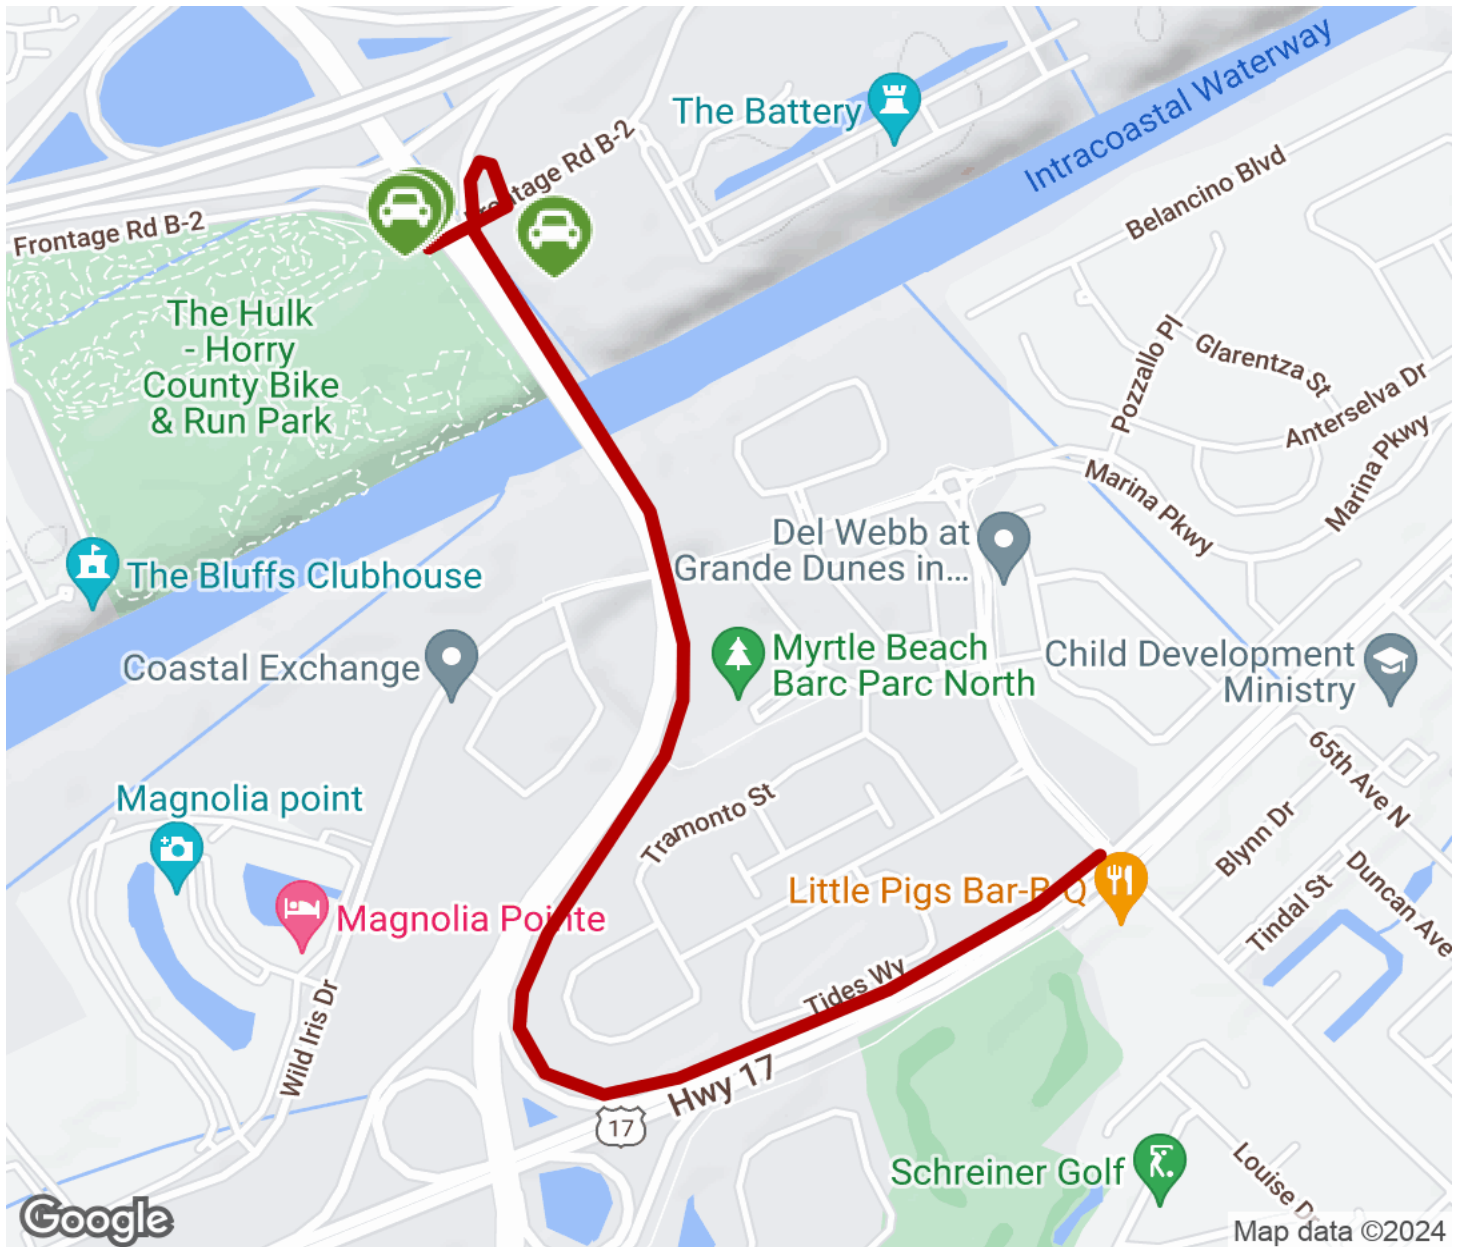 The Battery
Intracoastal Waterway
Frontage Rd B-2
Belancino Blvd
Frontage Rd B-2
The Hulk
- Horry
County Bike
& Run Park
Pozzallo Pl
Glarentza St
Anterselva Dr
Marina Pkwy
Marina Pkwy
Del Webb at
Grande Dunes in...
The Bluffs Clubhouse
Coastal Exchange
Myrtle Beach
Barc Parc North
Child Development
Ministry
65th Ave N
Magnolia point
Tramonto St
Blynn Dr
Duncan Ave
Tindal St
Little Pigs Bar-B-Q
Magnolia Pointe
Tides Wy
Wild Iris Dr
Hwy 17
17
Schreiner Golf
Louise Dr
Google
Map data ©2024